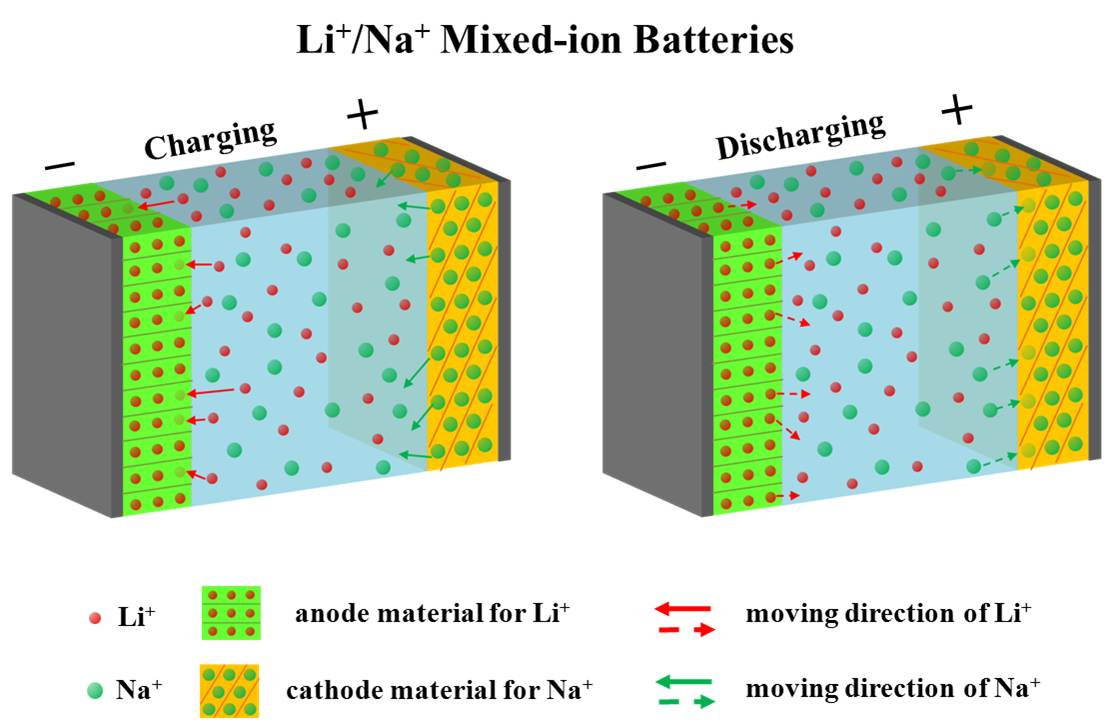 Li⁺/Na⁺ Mixed-ion Batteries
− Charging +
− Discharging +
Li⁺ anode material for Li⁺ moving direction of Li⁺
Na⁺ cathode material for Na⁺ moving direction of Na⁺